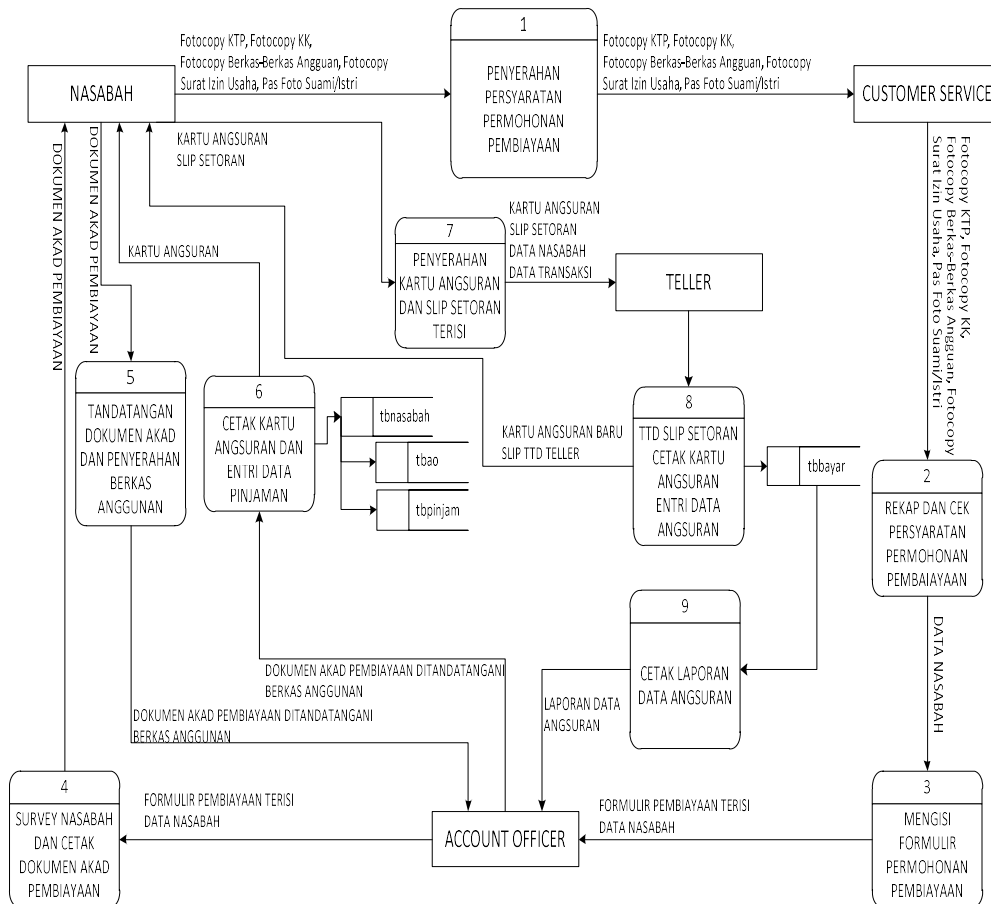 Fotocopy KTP, Fotocopy KK,
Fotocopy Berkas-Berkas Angguan, Fotocopy
Surat Izin Usaha, Pas Foto Suami/Istri
1
PENYERAHAN
PERSYARATAN
PERMOHONAN
PEMBIAYAAN
Fotocopy KTP, Fotocopy KK,
Fotocopy Berkas-Berkas Angguan, Fotocopy
Surat Izin Usaha, Pas Foto Suami/Istri
NASABAH
CUSTOMER SERVICE
DOKUMEN AKAD PEMBIAYAAN
DOKUMEN AKAD PEMBIAYAAN
KARTU ANGSURAN
SLIP SETORAN
KARTU ANGSURAN
7
PENYERAHAN
KARTU ANGSURAN
DAN SLIP SETORAN
TERISI
KARTU ANGSURAN
SLIP SETORAN
DATA NASABAH
DATA TRANSAKSI
TELLER
Fotocopy KTP, Fotocopy KK,
Fotocopy Berkas-Berkas Angguan, Fotocopy
Surat Izin Usaha, Pas Foto Suami/Istri
5
TANDATANGAN
DOKUMEN AKAD
DAN PENYERAHAN
BERKAS
ANGGUNAN
6
CETAK KARTU
ANGSURAN DAN
ENTRI DATA
PINJAMAN
tbnasabah
tbao
tbpinjam
KARTU ANGSURAN BARU
SLIP TTD TELLER
8
TTD SLIP SETORAN
CETAK KARTU
ANGSURAN
ENTRI DATA
ANGSURAN
tbbayar
2
REKAP DAN CEK
PERSYARATAN
PERMOHONAN
PEMBAIAYAAN
9
CETAK LAPORAN
DATA ANGSURAN
DATA NASABAH
DOKUMEN AKAD PEMBIAYAAN DITANDATANGANI
BERKAS ANGGUNAN
DOKUMEN AKAD PEMBIAYAAN DITANDATANGANI
BERKAS ANGGUNAN
LAPORAN DATA
ANGSURAN
4
SURVEY NASABAH
DAN CETAK
DOKUMEN AKAD
PEMBIAYAAN
FORMULIR PEMBIAYAAN TERISI
DATA NASABAH
ACCOUNT OFFICER
FORMULIR PEMBIAYAAN TERISI
DATA NASABAH
3
MENGISI
FORMULIR
PERMOHONAN
PEMBIAYAAN